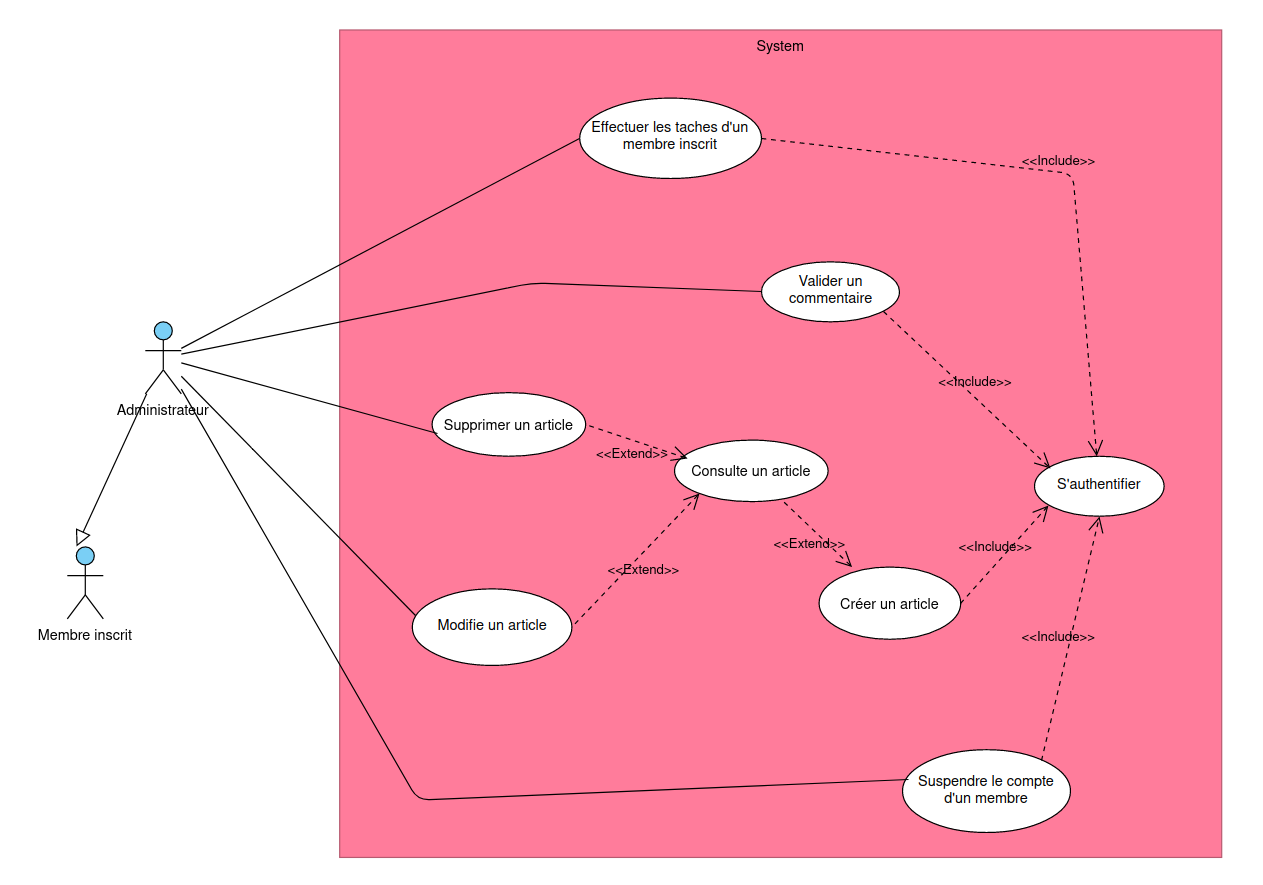 System
Effectuer les taches d'un
membre inscrit
<<Include>>
Valider un
commentaire
<<Include>>
Administrateur
Supprimer un article
<<Extend>>
Consulte un article
S'authentifier
<<Extend>>
<<Include>>
<<Extend>>
Créer un article
Modifie un article
Membre inscrit
<<Include>>
Suspendre le compte
d'un membre